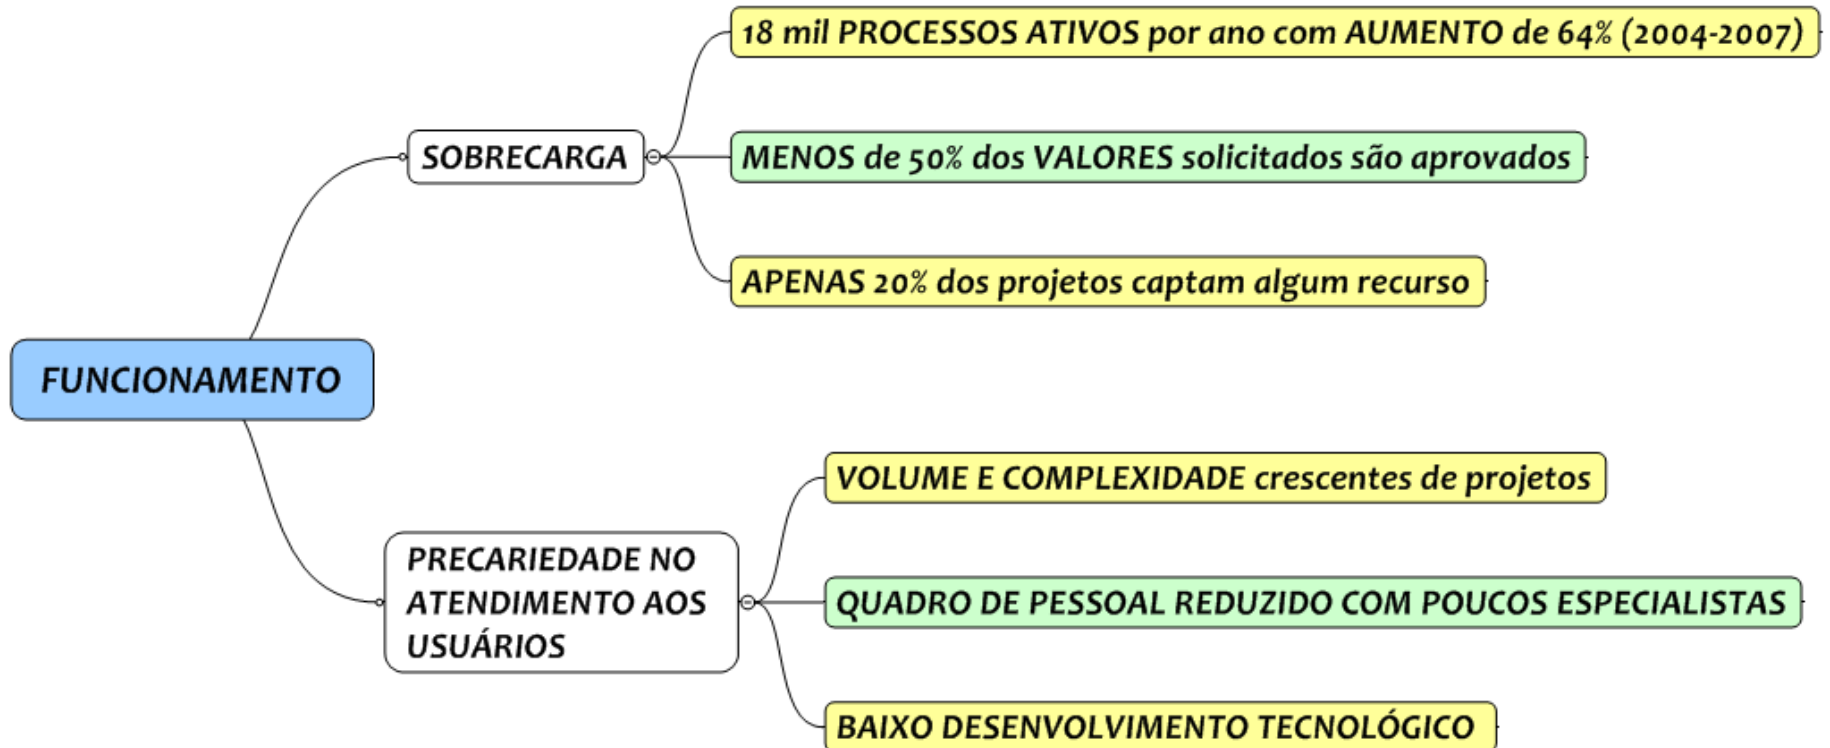 18 mil PROCESSOS ATIVOS por ano com AUMENTO de 64% (2004-2007)
SOBRECARGA
MENOS de 50% dos VALORES solicitados são aprovados
APENAS 20% dos projetos captam algum recurso
FUNCIONAMENTO
VOLUME E COMPLEXIDADE crescentes de projetos
PRECARIEDADE NO
ATENDIMENTO AOS
USUÁRIOS
QUADRO DE PESSOAL REDUZIDO COM POUCOS ESPECIALISTAS
BAIXO DESENVOLVIMENTO TECNOLÓGICO